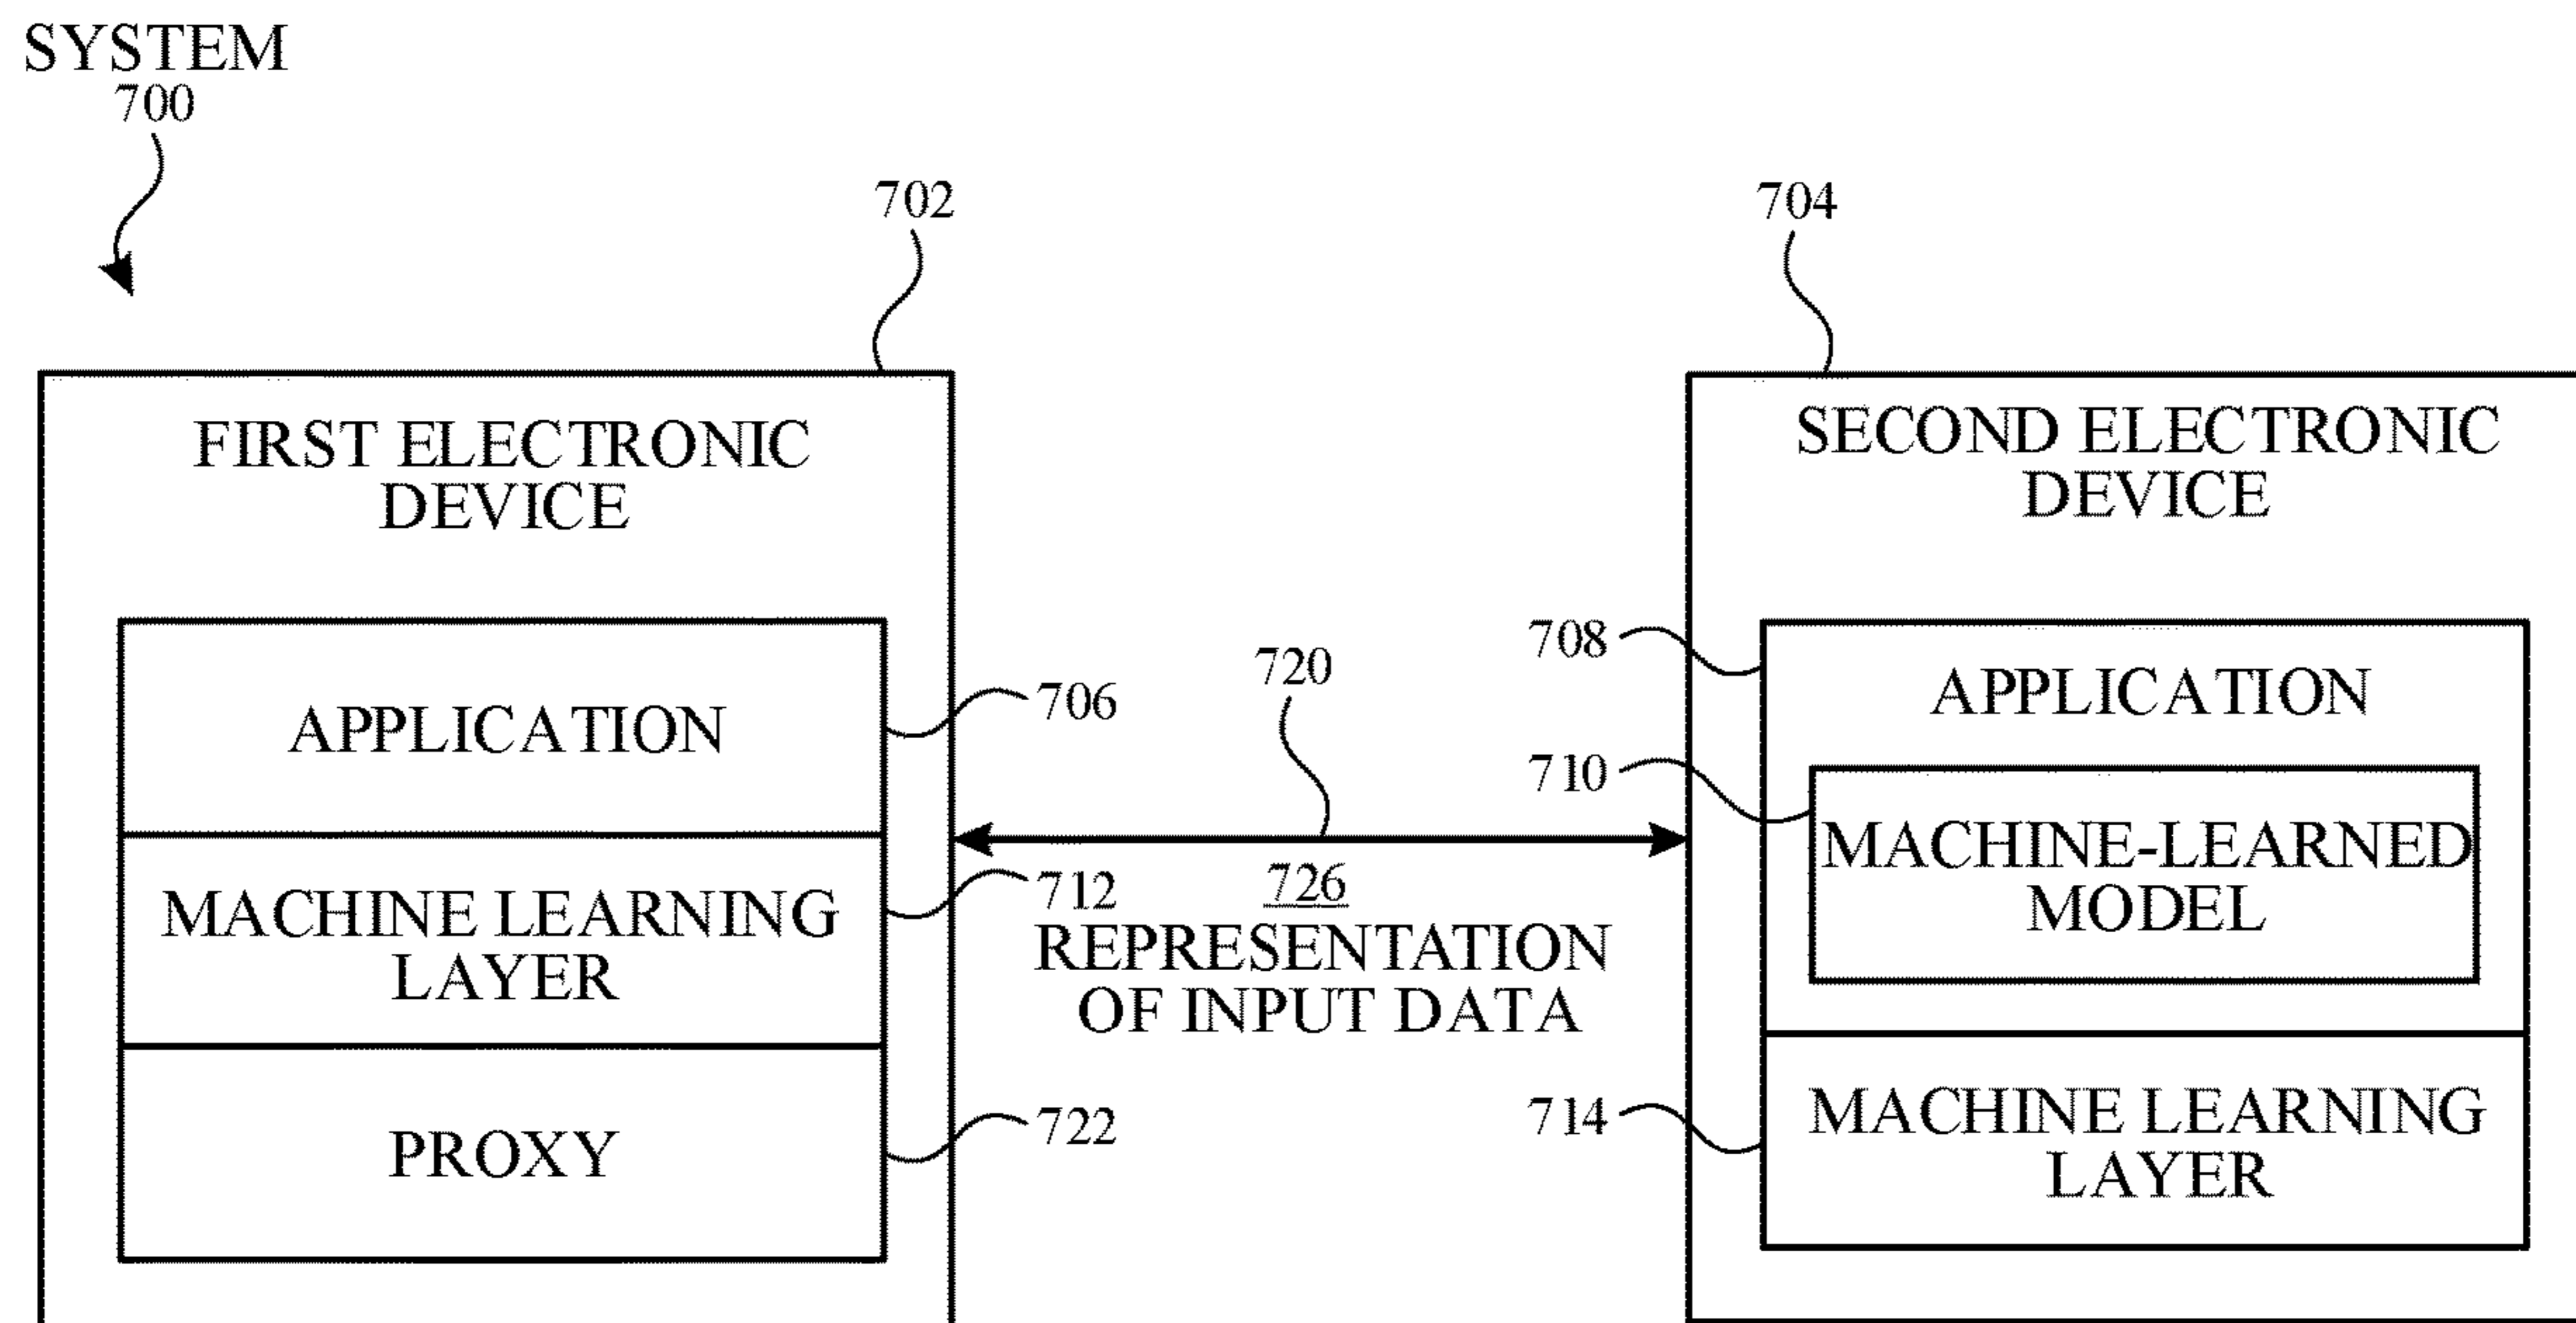 SYSTEM
700
702
704
FIRST ELECTRONIC
DEVICE
APPLICATION
706
MACHINE LEARNING
LAYER
712
PROXY
722
720
726
REPRESENTATION
OF INPUT DATA
SECOND ELECTRONIC
DEVICE
708
APPLICATION
710
MACHINE-LEARNED
MODEL
714
MACHINE LEARNING
LAYER